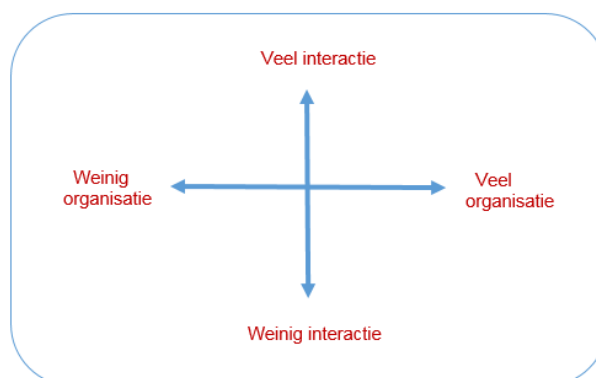 Veel interactie
Weinig
organisatie
Veel
organisatie
Weinig interactie